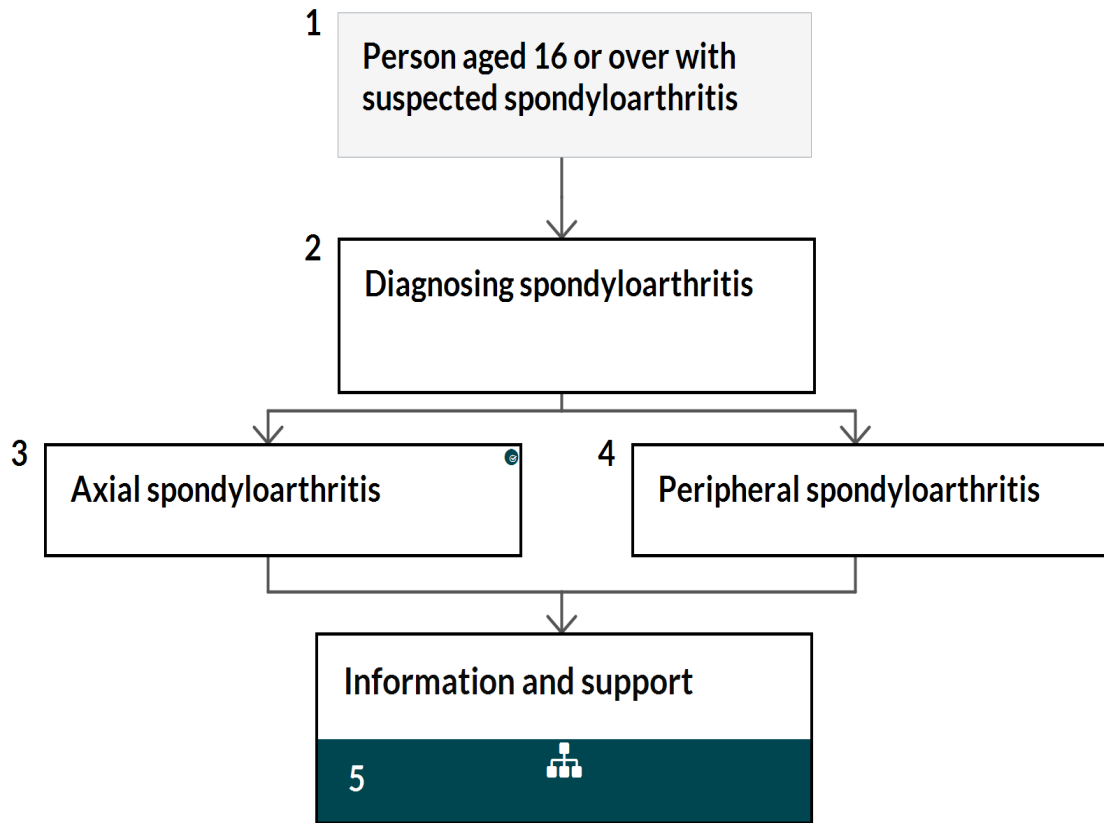 1
Person aged 16 or over with
suspected spondyloarthritis
2
Diagnosing spondyloarthritis
3
Axial spondyloarthritis
4
Peripheral spondyloarthritis
Information and support
5